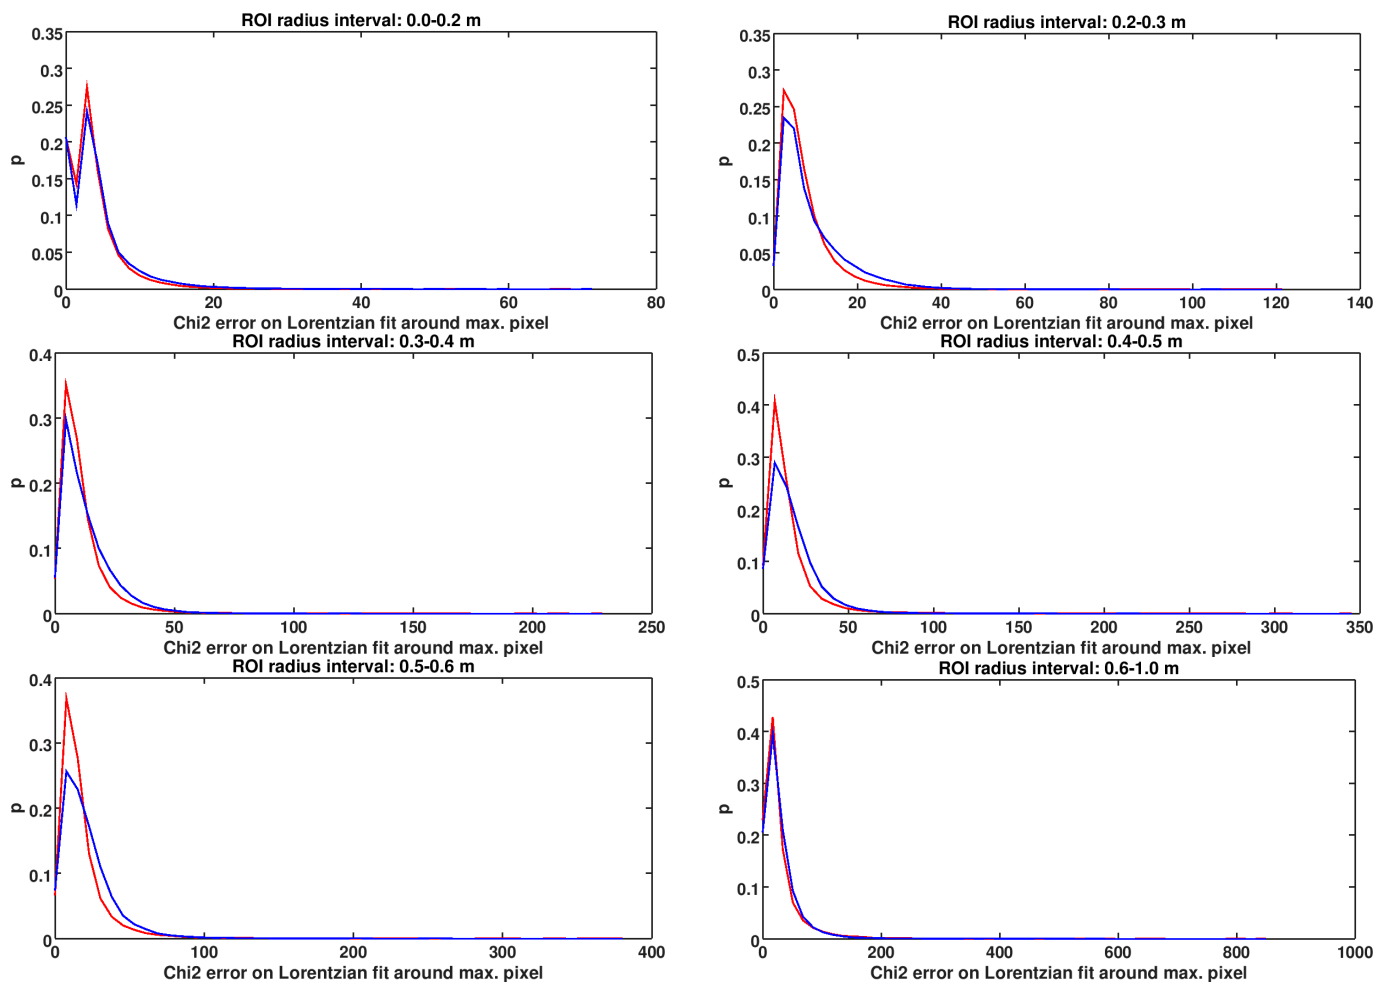 ROI radius interval: 0.0-0.2 m
0.35
0.3
0.25
0.2
0.15
0.1
0.05
0
p
0 20 40 60 80
Chi2 error on Lorentzian fit around max. pixel
ROI radius interval: 0.2-0.3 m
0.35
0.3
0.25
0.2
0.15
0.1
0.05
0
p
0 20 40 60 80 100 120 140
Chi2 error on Lorentzian fit around max. pixel
ROI radius interval: 0.3-0.4 m
0.4
0.3
0.2
0.1
0
p
0 50 100 150 200 250
Chi2 error on Lorentzian fit around max. pixel
ROI radius interval: 0.4-0.5 m
0.5
0.4
0.3
0.2
0.1
0
p
0 50 100 150 200 250 300 350
Chi2 error on Lorentzian fit around max. pixel
ROI radius interval: 0.5-0.6 m
0.4
0.3
0.2
0.1
0
p
0 100 200 300 400
Chi2 error on Lorentzian fit around max. pixel
ROI radius interval: 0.6-1.0 m
0.5
0.4
0.3
0.2
0.1
0
p
0 200 400 600 800 1000
Chi2 error on Lorentzian fit around max. pixel